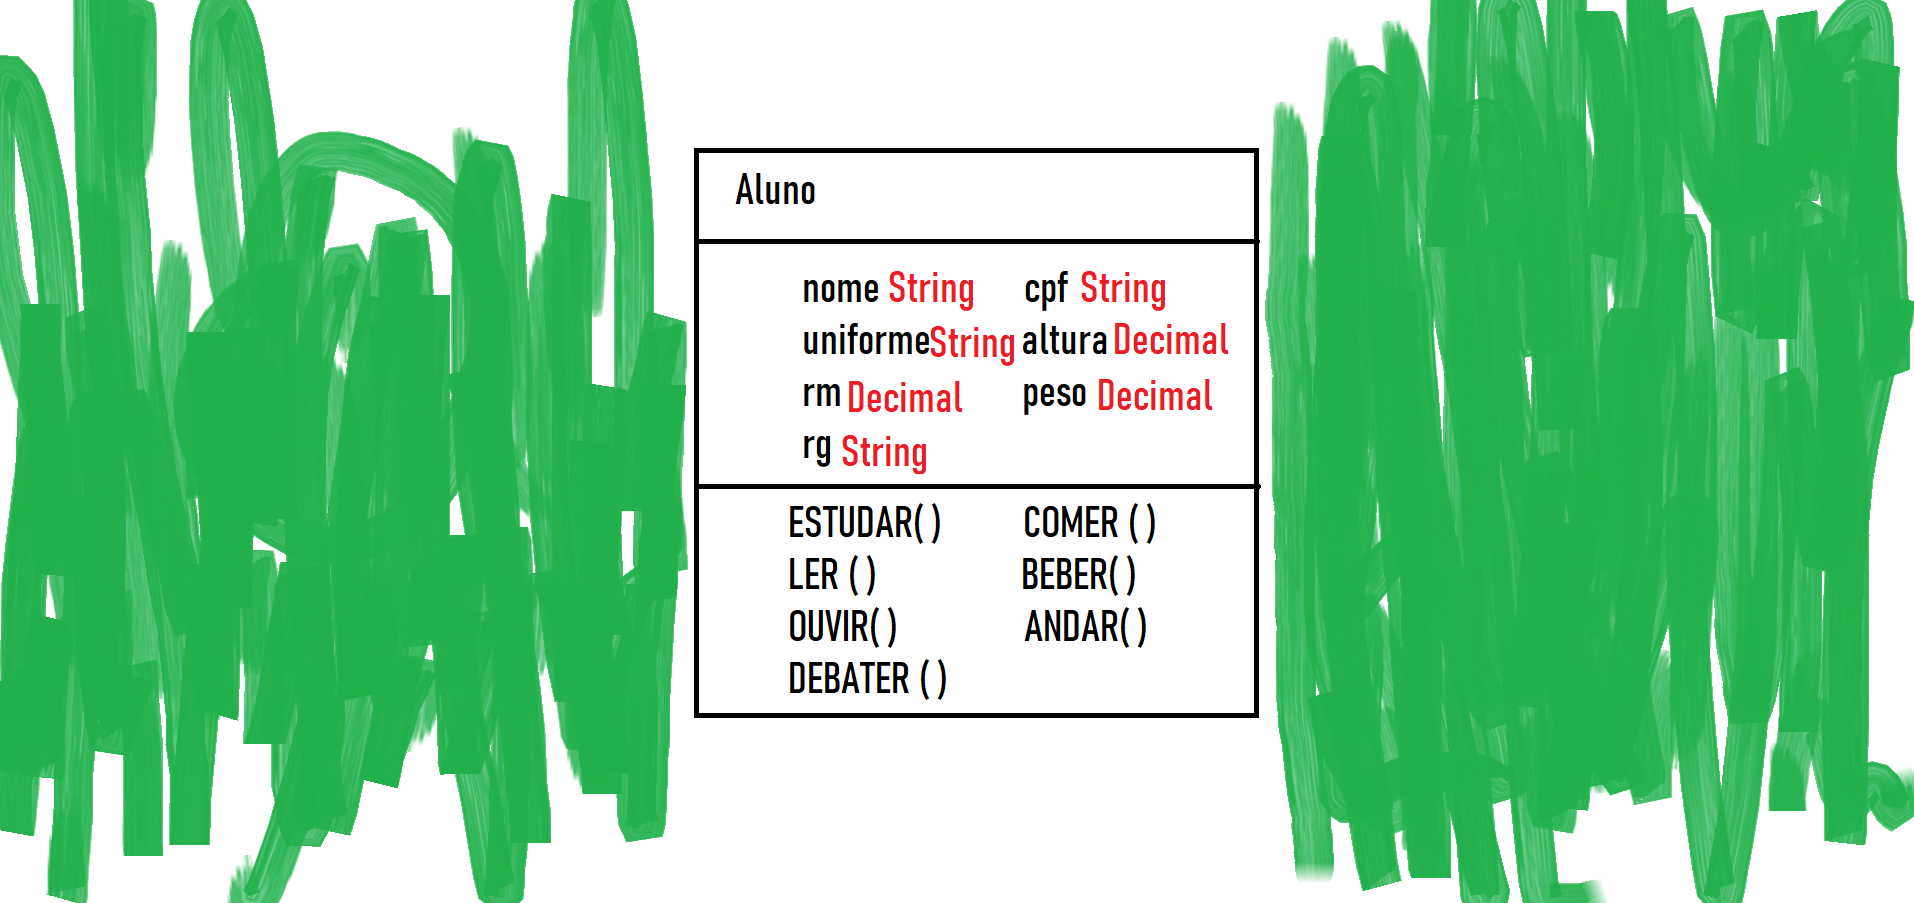 Aluno
nome String cpf String
uniformeString altura Decimal
rm Decimal peso Decimal
rg String
ESTUDAR( ) COMER ( )
LER ( ) BEBER( )
OUVIR( ) ANDAR( )
DEBATER ( )